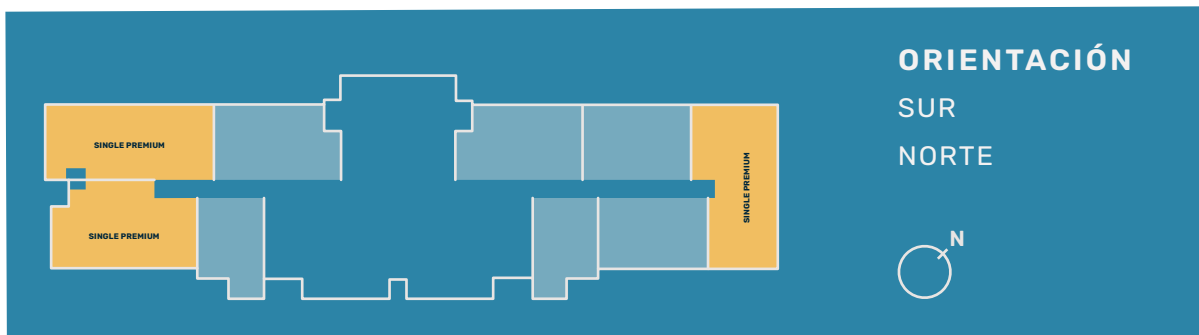 SINGLE PREMIUM
SINGLE PREMIUM
SINGLE PREMIUM
ORIENTACIÓN
SUR
NORTE
N